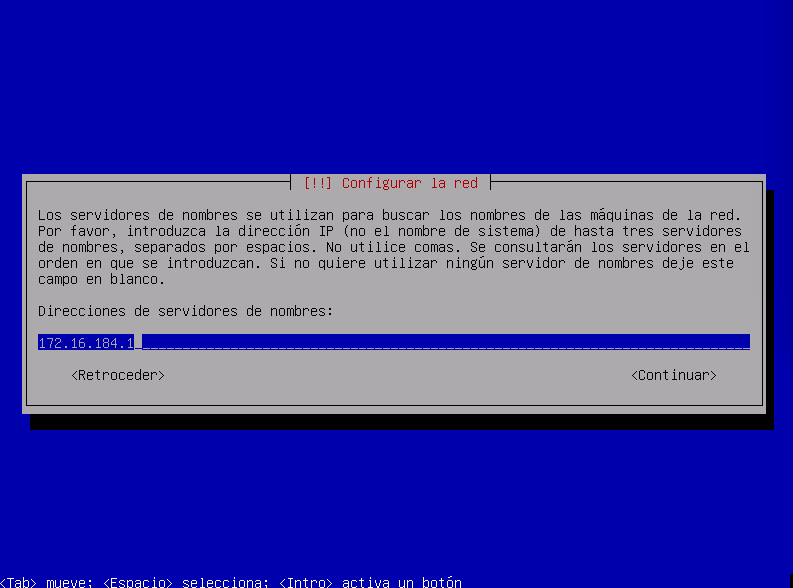 [!!] Configurar la red
Los servidores de nombres se utilizan para buscar los nombres de las máquinas de la red.
Por favor, introduzca la dirección IP (no el nombre de sistema) de hasta tres servidores
de nombres, separados por espacios. No utilice comas. Se consultarán los servidores en el
orden en que se introduzcan. Si no quiere utilizar ningún servidor de nombres deje este
campo en blanco.
Direcciones de servidores de nombres:
172.16.184.1
<Retroceder> <Continuar>
<Tab> mueve; <Espacio> selecciona; <Intro> activa un botón